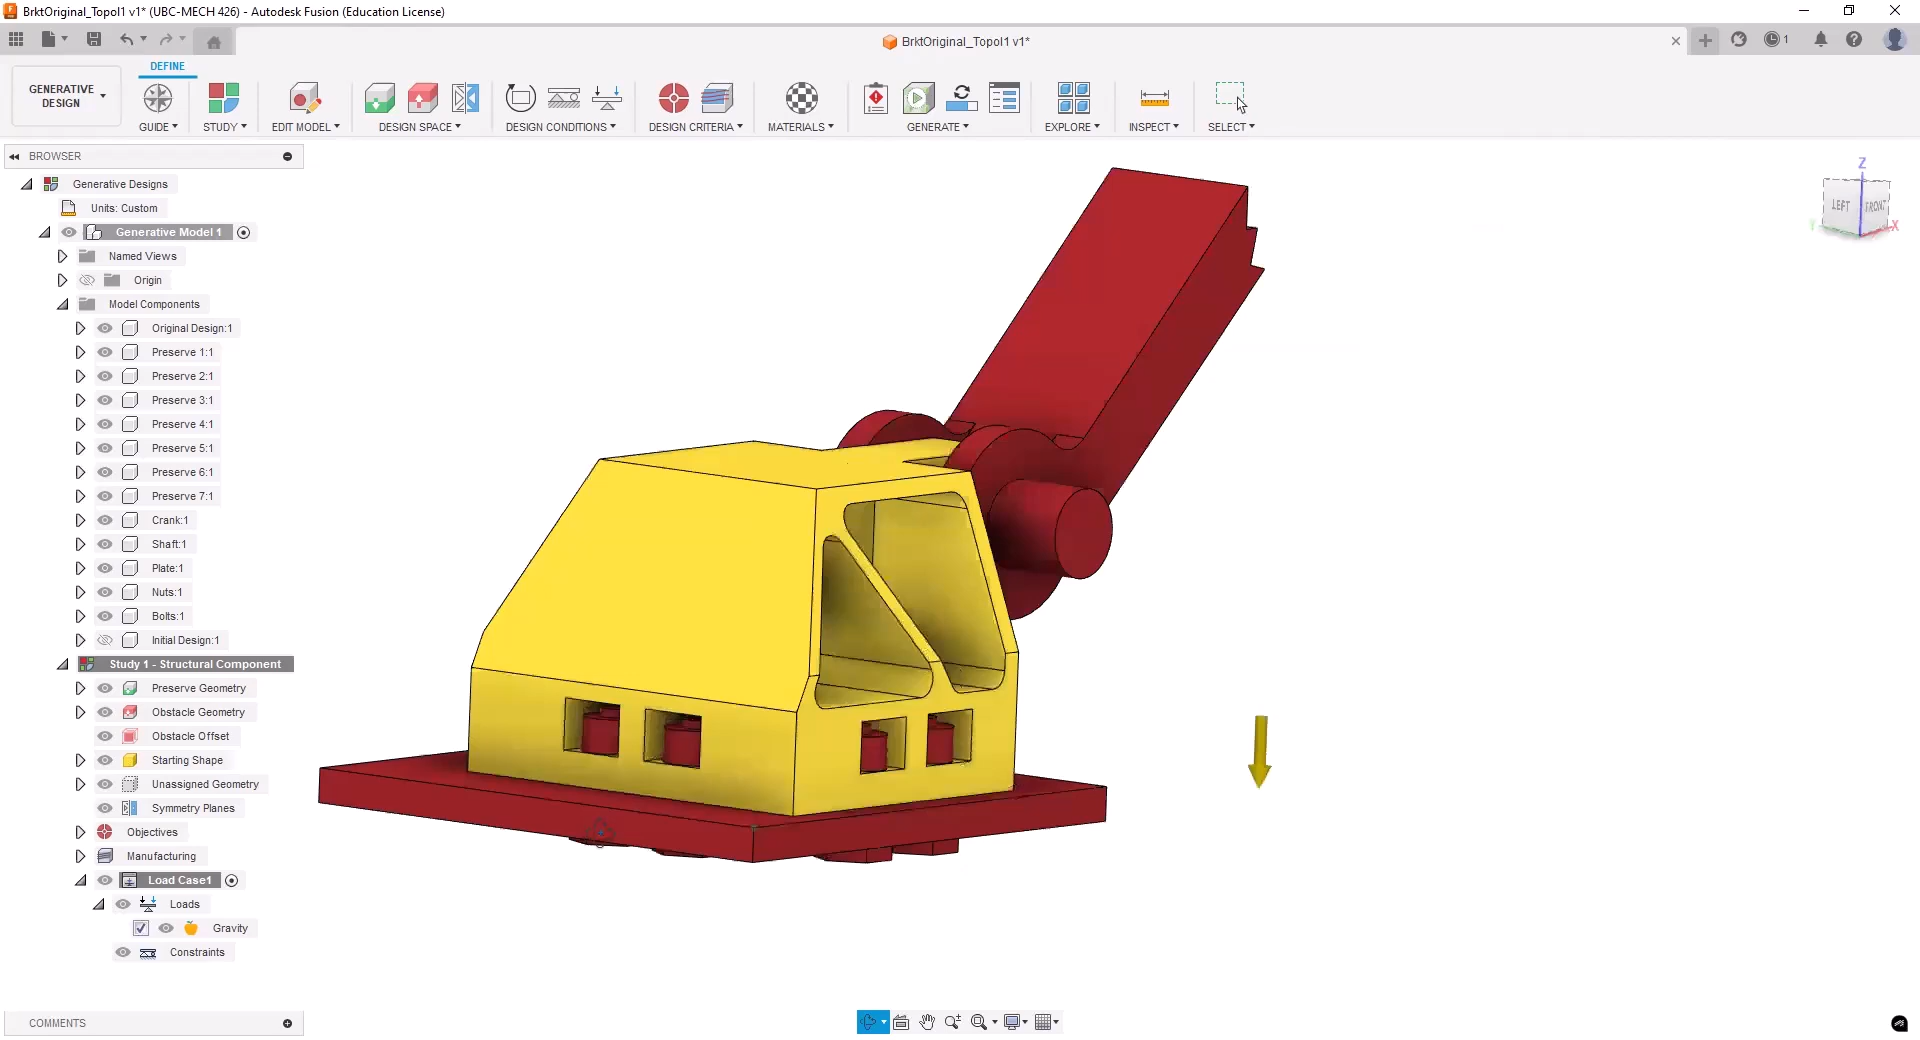 BrktOriginal_Topol1 v1* (UBC-MECH 426) - Autodesk Fusion (Education License)
BrktOriginal_Topol1 v1*
1
GENERATIVE DESIGN
DEFINE
GUIDE
STUDY
EDIT MODEL
DESIGN SPACE
DESIGN CONDITIONS
DESIGN CRITERIA
MATERIALS
GENERATE
EXPLORE
INSPECT
SELECT
BROWSER
Generative Designs
Units: Custom
Generative Model 1
Named Views
Origin
Model Components
Original Design:1
Preserve 1:1
Preserve 2:1
Preserve 3:1
Preserve 4:1
Preserve 5:1
Preserve 6:1
Preserve 7:1
Crank:1
Shaft:1
Plate:1
Nuts:1
Bolts:1
Initial Design:1
Study 1 - Structural Component
Preserve Geometry
Obstacle Geometry
Obstacle Offset
Starting Shape
Unassigned Geometry
Symmetry Planes
Objectives
Manufacturing
Load Case1
Loads
Gravity
Constraints
COMMENTS
Z
LEFT
FRONT
Y
X